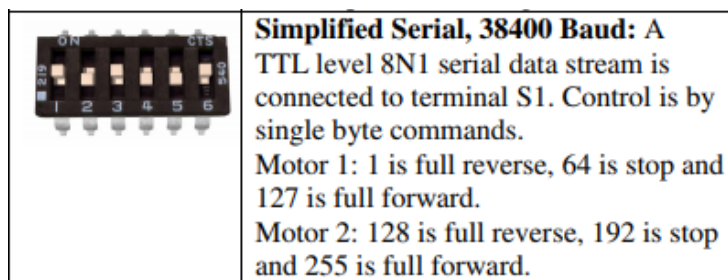 ON CTS
219 560
1 2 3 4 5 6
Simplified Serial, 38400 Baud: A
TTL level 8N1 serial data stream is
connected to terminal S1. Control is by
single byte commands.
Motor 1: 1 is full reverse, 64 is stop and
127 is full forward.
Motor 2: 128 is full reverse, 192 is stop
and 255 is full forward.